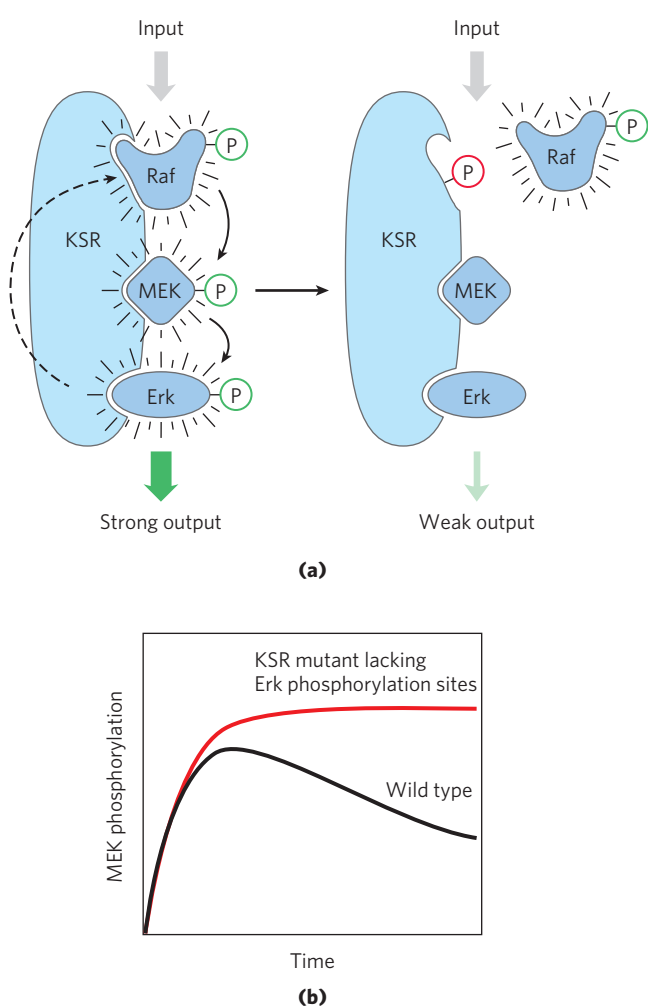 Input
Input
P
Raf
P
Raf
P
KSR
KSR
MEK
P
MEK
Erk
P
Erk
Strong output
Weak output
(a)
KSR mutant lacking
Erk phosphorylation sites
Wild type
MEK phosphorylation
Time
(b)